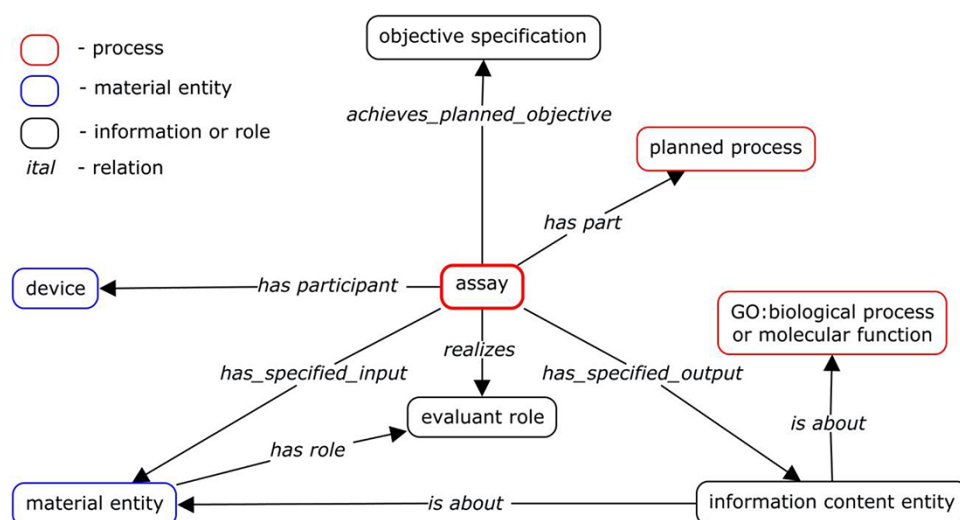 objective specification
- process
- material entity
- information or role
ital - relation
achieves_planned_objective
planned process
has part
device
has participant
assay
GO:biological process
or molecular function
realizes
has_specified_input
has_specified_output
evaluant role
is about
has role
material entity
is about
information content entity